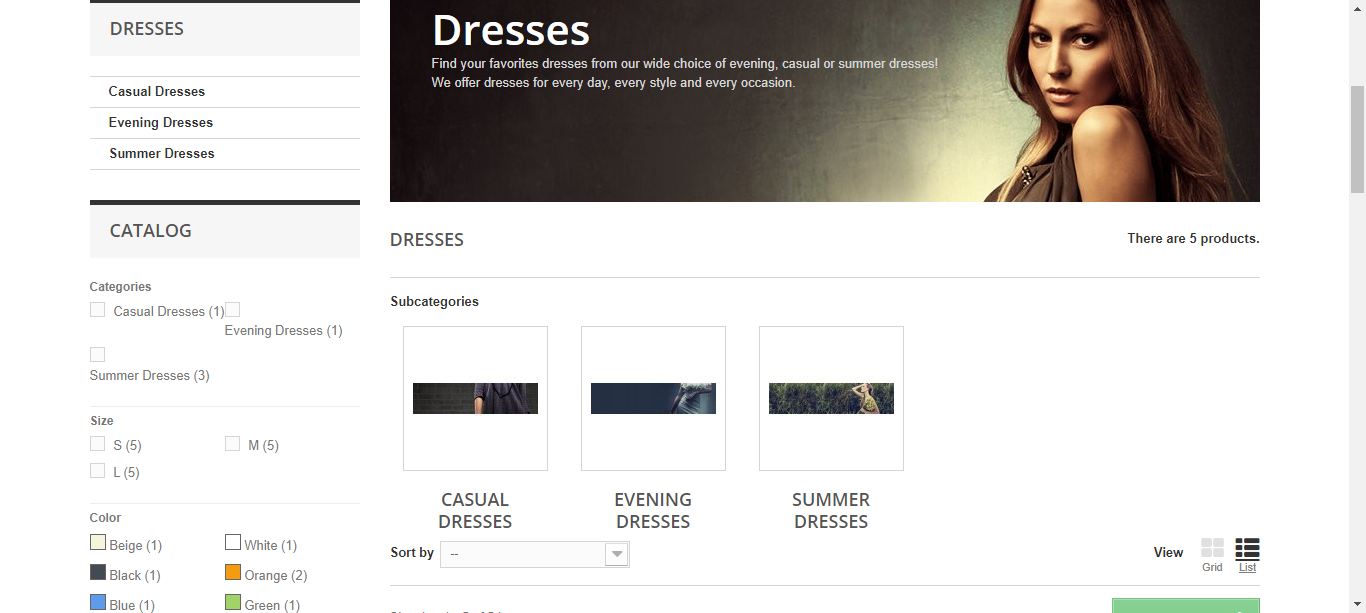 DRESSES
Casual Dresses
Evening Dresses
Summer Dresses
CATALOG
Categories
Casual Dresses (1)
Evening Dresses (1)
Summer Dresses (3)
Size
S (5) M (5)
L (5)
Color
Beige (1) White (1)
Black (1) Orange (2)
Blue (1) Green (1)
Dresses
Find your favorites dresses from our wide choice of evening, casual or summer dresses!
We offer dresses for every day, every style and every occasion.
DRESSES There are 5 products.
Subcategories
CASUAL DRESSES
EVENING DRESSES
SUMMER DRESSES
Sort by -- View Grid List